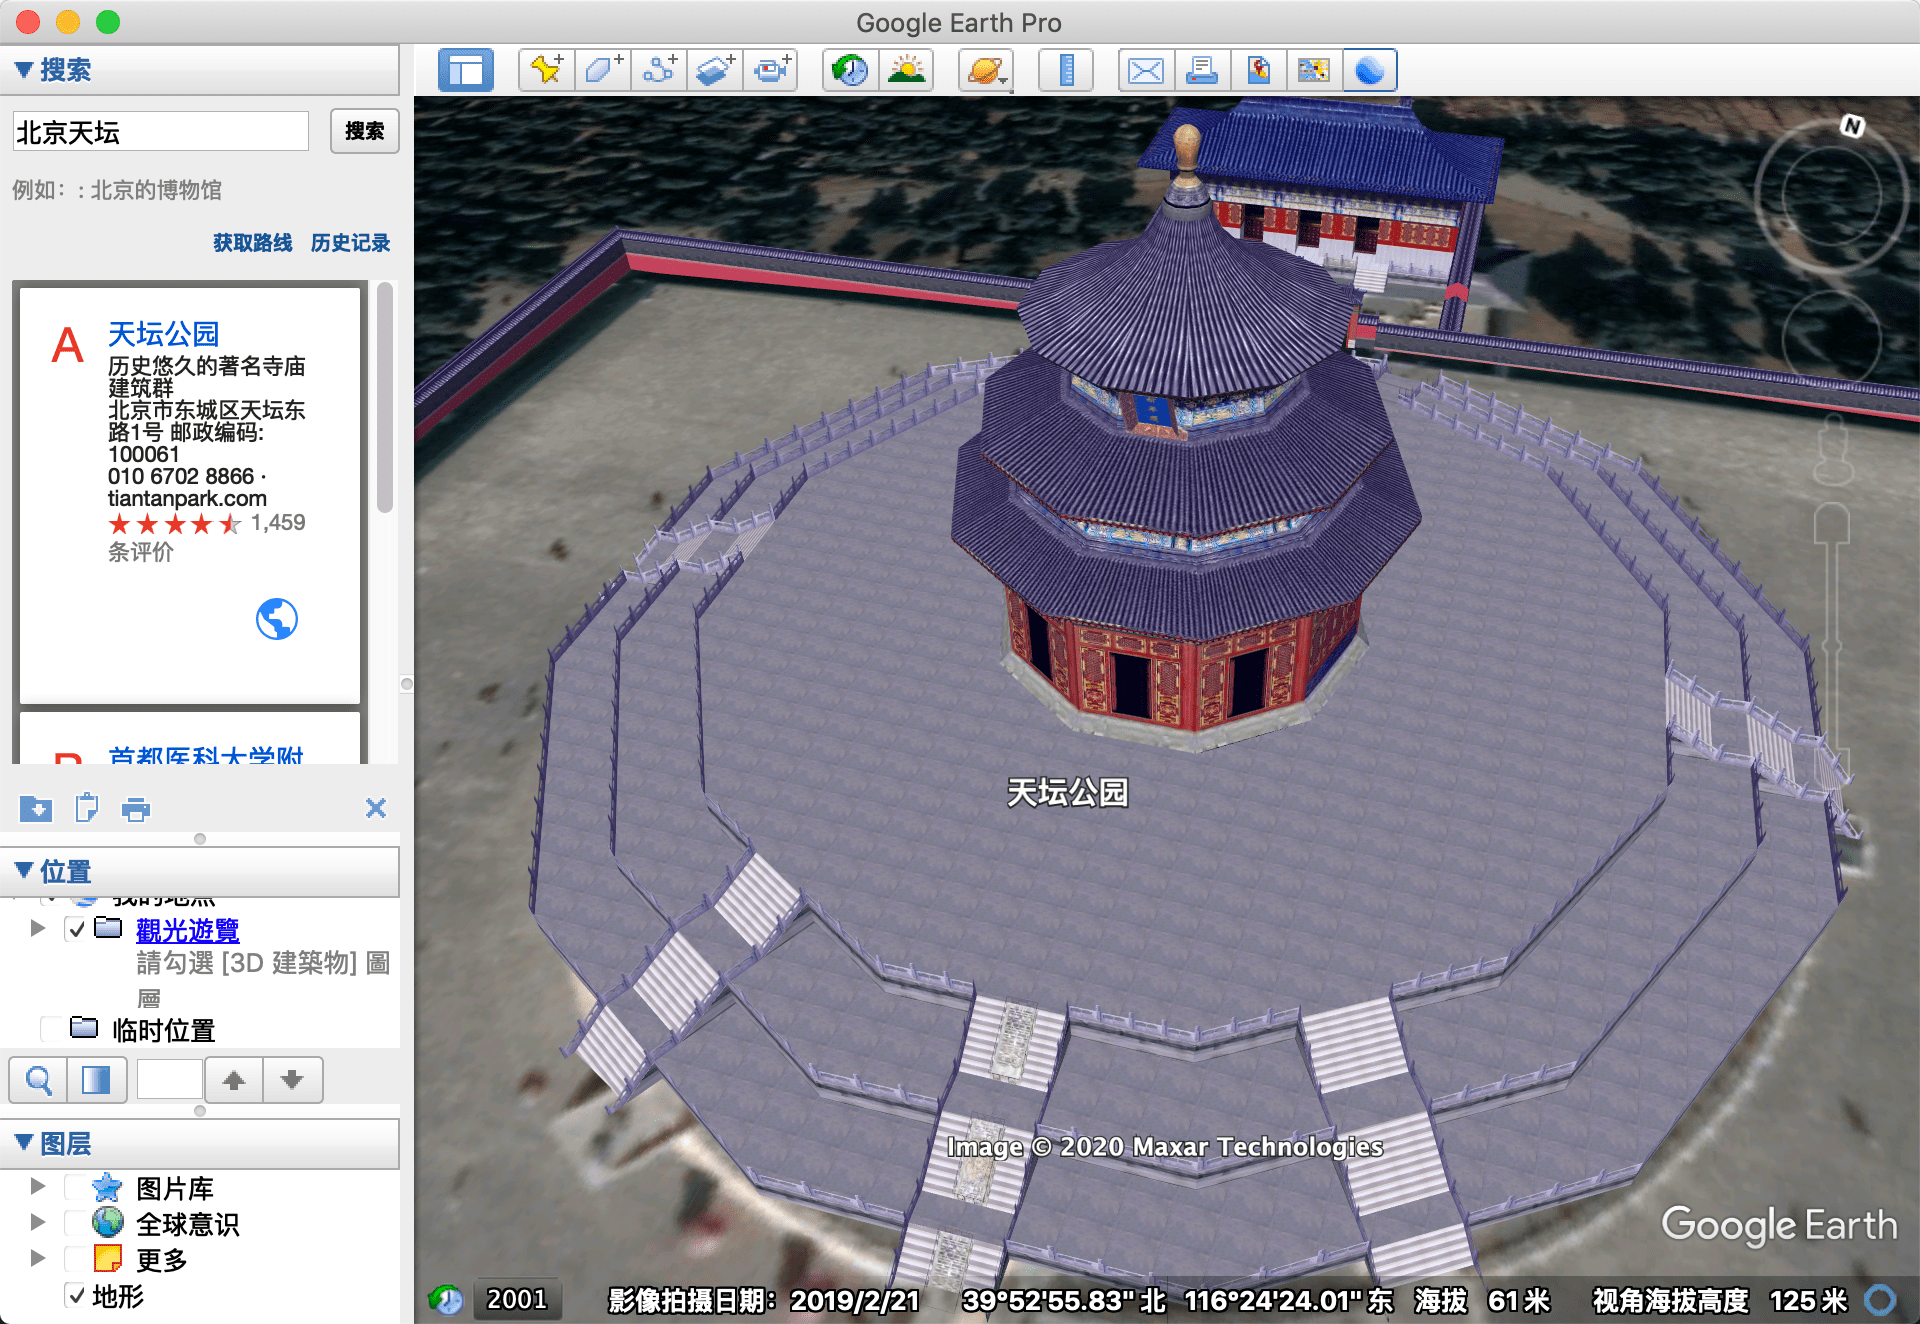 Google Earth Pro
搜索
北京天坛
搜索
例如：: 北京的博物馆
获取路线 历史记录
A
天坛公园
历史悠久的著名寺庙
建筑群
北京市东城区天坛东
路1号 邮政编码:
100061
010 6702 8866 ·
tiantanpark.com
1,459
条评价
首都医科大学附
位置
我的地点
觀光遊覽
請勾選 [3D 建築物] 圖
層
临时位置
图层
图片库
全球意识
更多
地形
N
天坛公园
Image © 2020 Maxar Technologies
Google Earth
2001
影像拍摄日期：2019/2/21 39°52'55.83" 北 116°24'24.01" 东 海拔 61 米 视角海拔高度 125 米